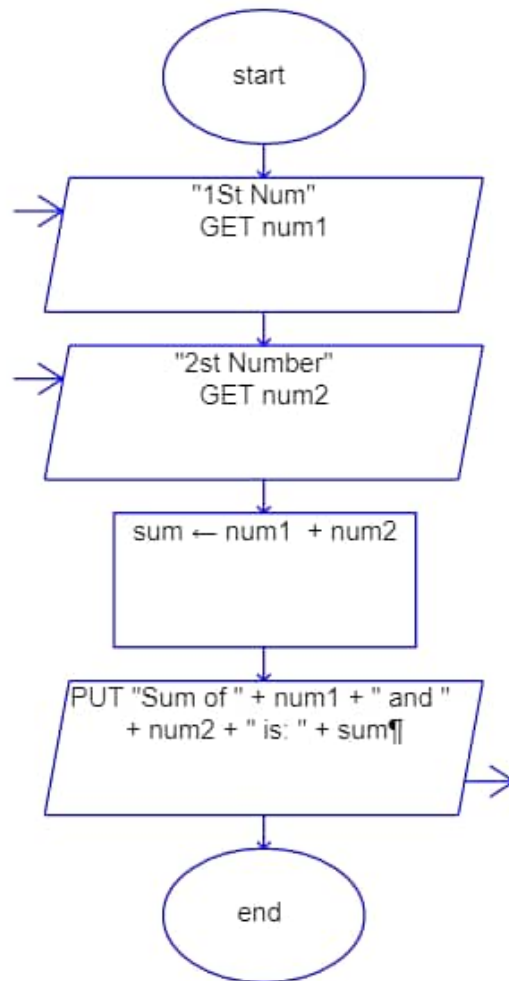 start
"1St Num"
GET num1
"2st Number"
GET num2
sum ← num1 + num2
PUT "Sum of " + num1 + " and "
+ num2 + " is: " + sum¶
end